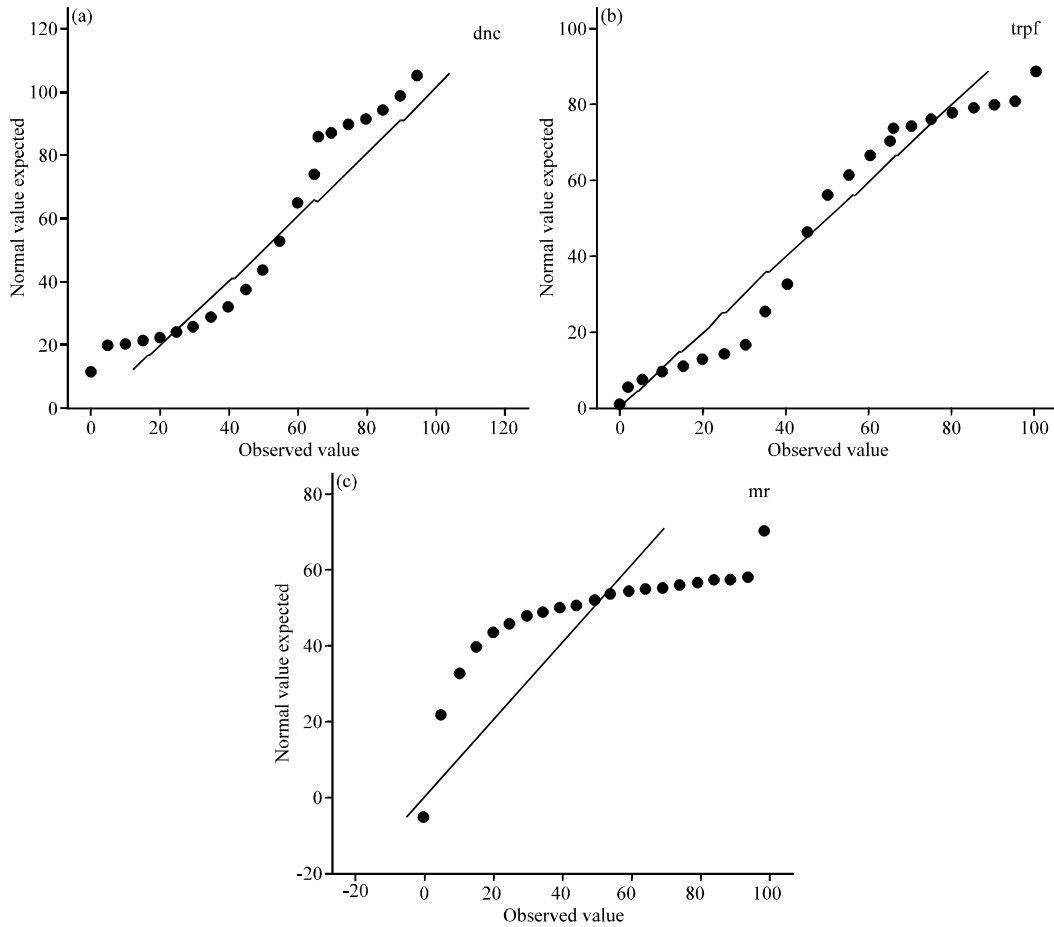 (a)
dnc
120
100
80
60
40
20
0
Normal value expected
0 20 40 60 80 100 120
Observed value
(b)
trpf
100
80
60
40
20
0
Normal value expected
0 20 40 60 80 100
Observed value
(c)
mr
80
60
40
20
0
-20
Normal value expected
-20 0 20 40 60 80 100
Observed value